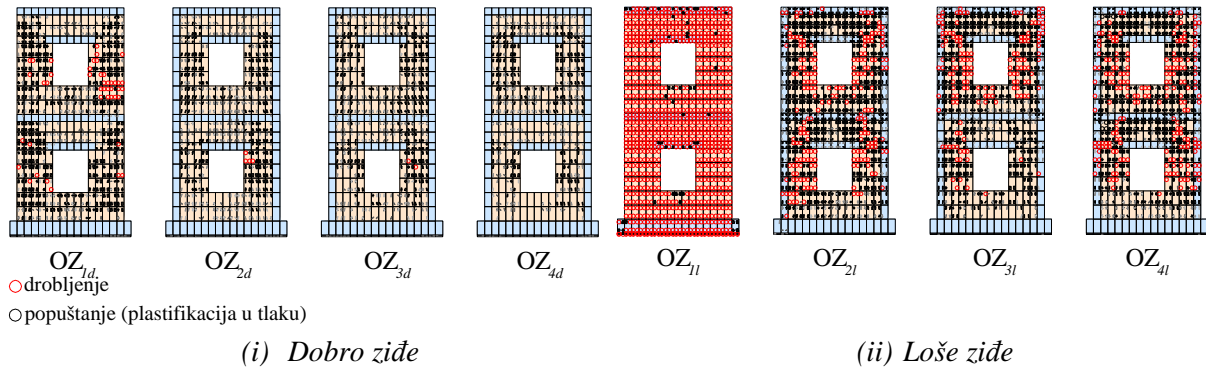 OZ1d OZ2d OZ3d OZ4d OZ1l OZ2l OZ3l OZ4l
drobljenje
popuštanje (plastifikacija u tlaku)
(i) Dobro ziđe (ii) Loše ziđe